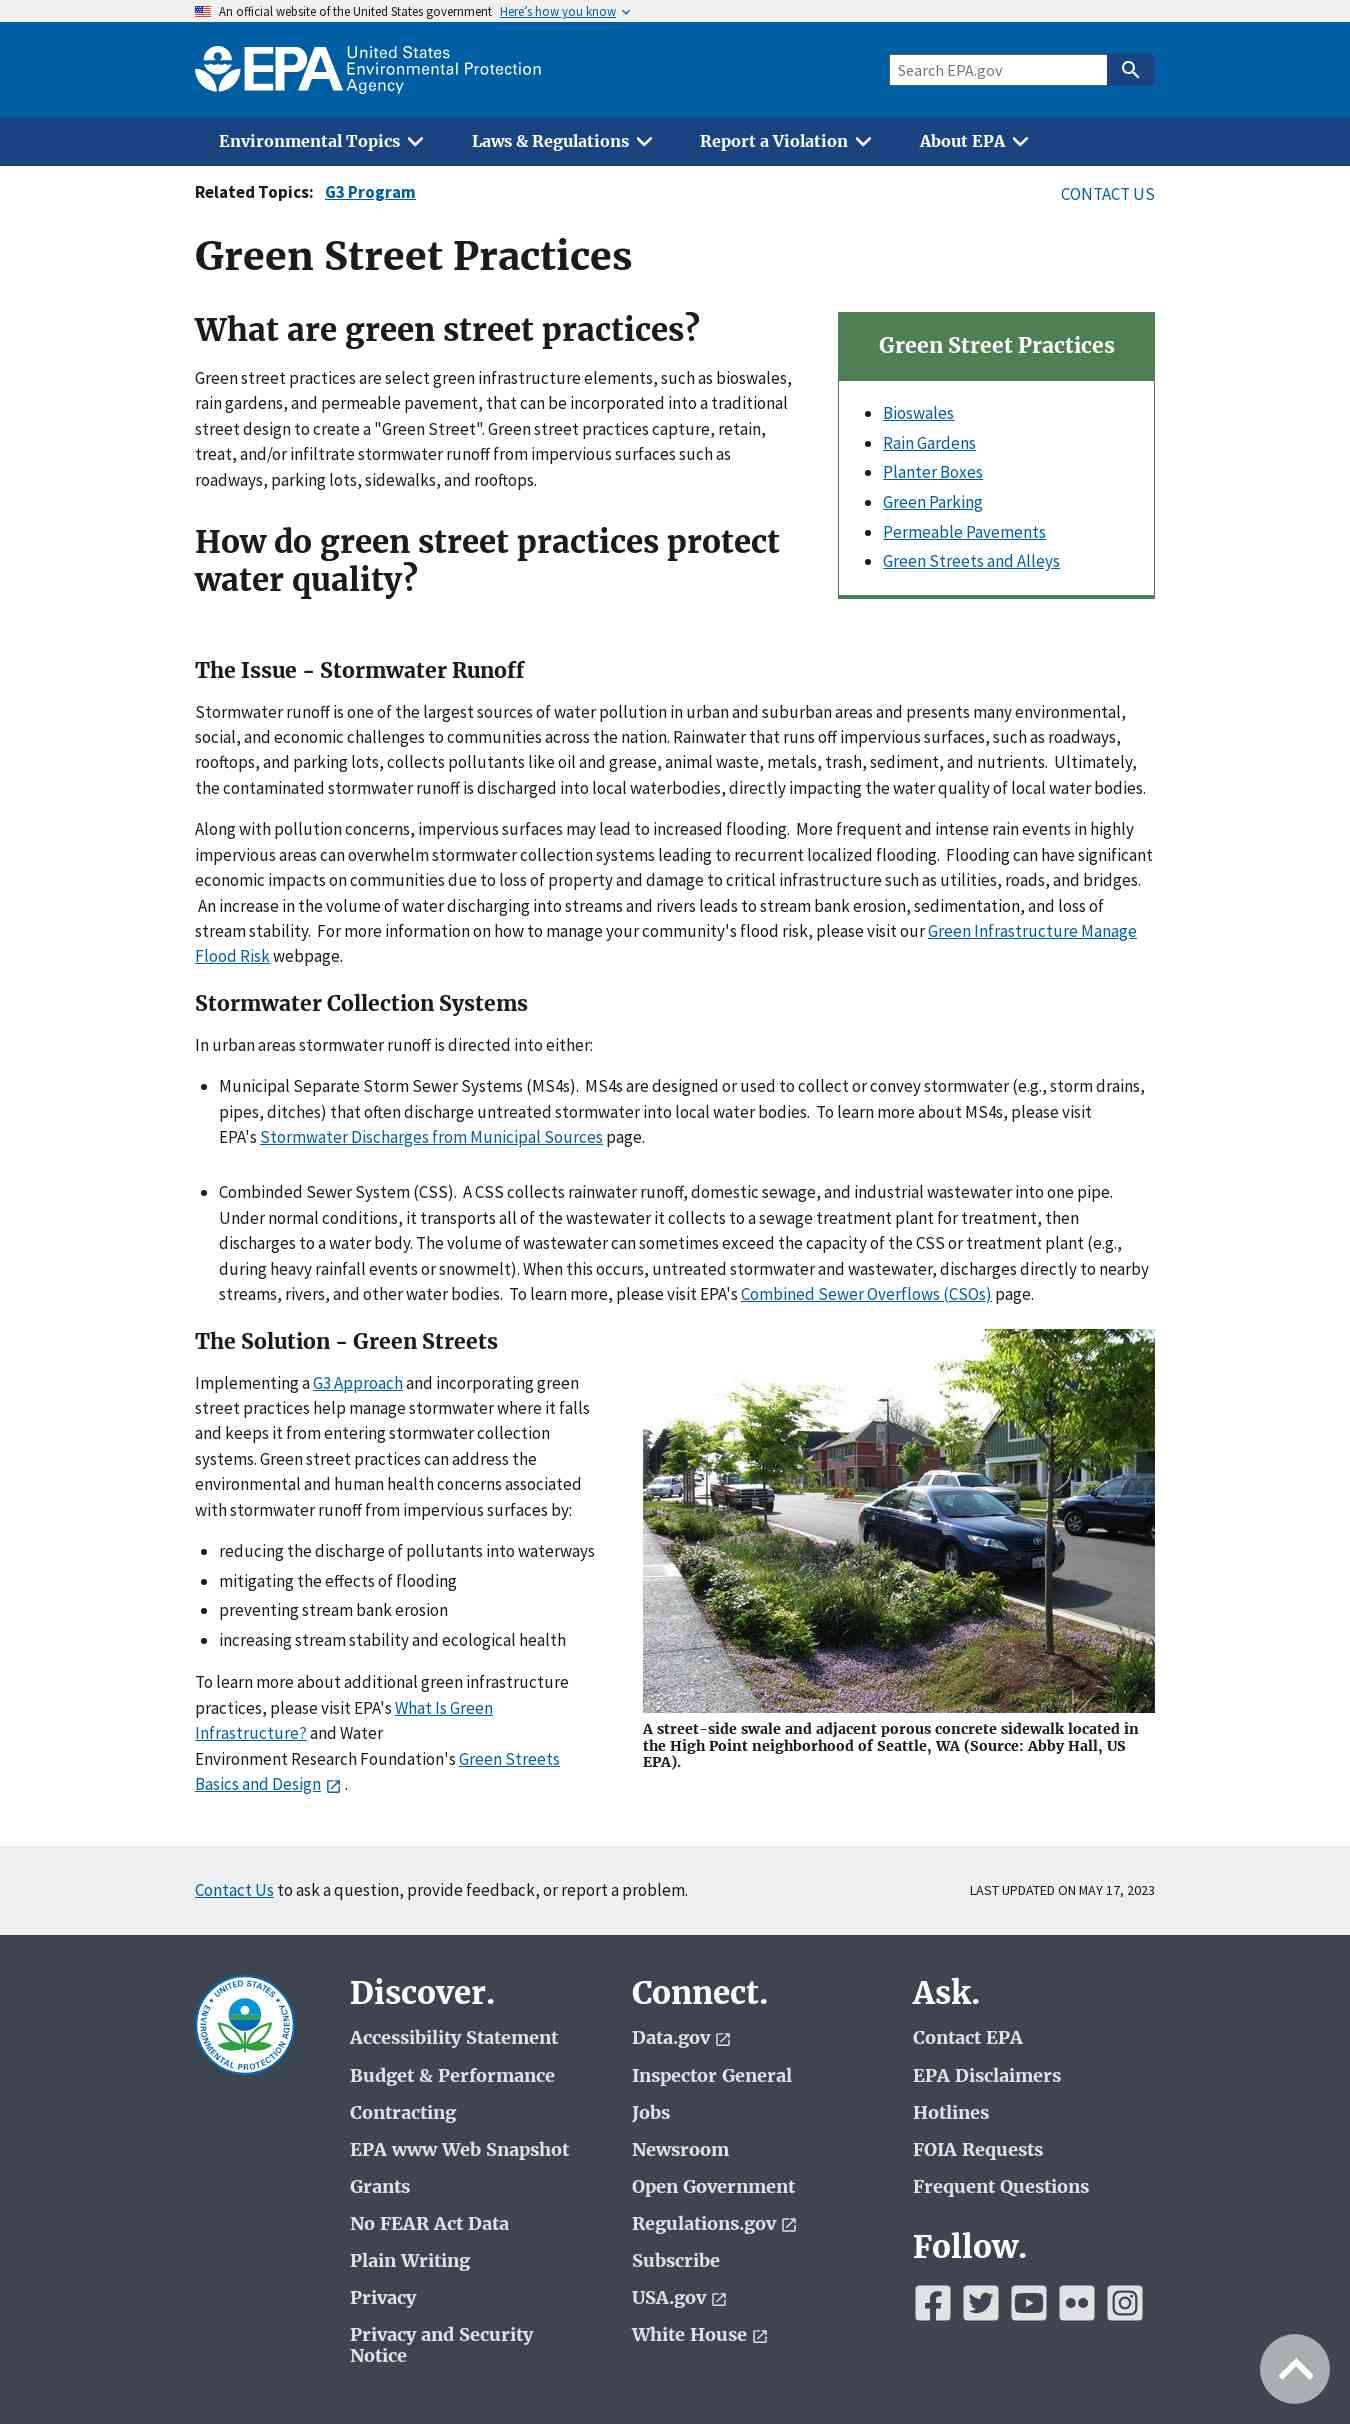 An official website of the United States government Here's how you know
EPA United States
Environmental Protection
Agency
Search EPA.gov
Environmental Topics
Laws & Regulations
Report a Violation
About EPA
Related Topics: G3 Program
CONTACT US
Green Street Practices
What are green street practices?
Green street practices are select green infrastructure elements, such as bioswales,
rain gardens, and permeable pavement, that can be incorporated into a traditional
street design to create a "Green Street". Green street practices capture, retain,
treat, and/or infiltrate stormwater runoff from impervious surfaces such as
roadways, parking lots, sidewalks, and rooftops.
Green Street Practices
Bioswales
Rain Gardens
Planter Boxes
Green Parking
Permeable Pavements
Green Streets and Alleys
How do green street practices protect
water quality?
The Issue - Stormwater Runoff
Stormwater runoff is one of the largest sources of water pollution in urban and suburban areas and presents many environmental,
social, and economic challenges to communities across the nation. Rainwater that runs off impervious surfaces, such as roadways,
rooftops, and parking lots, collects pollutants like oil and grease, animal waste, metals, trash, sediment, and nutrients. Ultimately,
the contaminated stormwater runoff is discharged into local waterbodies, directly impacting the water quality of local water bodies.
Along with pollution concerns, impervious surfaces may lead to increased flooding. More frequent and intense rain events in highly
impervious areas can overwhelm stormwater collection systems leading to recurrent localized flooding. Flooding can have significant
economic impacts on communities due to loss of property and damage to critical infrastructure such as utilities, roads, and bridges.
An increase in the volume of water discharging into streams and rivers leads to stream bank erosion, sedimentation, and loss of
stream stability. For more information on how to manage your community's flood risk, please visit our Green Infrastructure Manage
Flood Risk webpage.
Stormwater Collection Systems
In urban areas stormwater runoff is directed into either:
Municipal Separate Storm Sewer Systems (MS4s). MS4s are designed or used to collect or convey stormwater (e.g., storm drains,
pipes, ditches) that often discharge untreated stormwater into local water bodies. To learn more about MS4s, please visit
EPA's Stormwater Discharges from Municipal Sources page.
Combinded Sewer System (CSS). A CSS collects rainwater runoff, domestic sewage, and industrial wastewater into one pipe.
Under normal conditions, it transports all of the wastewater it collects to a sewage treatment plant for treatment, then
discharges to a water body. The volume of wastewater can sometimes exceed the capacity of the CSS or treatment plant (e.g.,
during heavy rainfall events or snowmelt). When this occurs, untreated stormwater and wastewater, discharges directly to nearby
streams, rivers, and other water bodies. To learn more, please visit EPA's Combined Sewer Overflows (CSOs) page.
The Solution - Green Streets
Implementing a G3 Approach and incorporating green
street practices help manage stormwater where it falls
and keeps it from entering stormwater collection
systems. Green street practices can address the
environmental and human health concerns associated
with stormwater runoff from impervious surfaces by:
reducing the discharge of pollutants into waterways
mitigating the effects of flooding
preventing stream bank erosion
increasing stream stability and ecological health
To learn more about additional green infrastructure
practices, please visit EPA's What Is Green
Infrastructure? and Water
Environment Research Foundation's Green Streets
Basics and Design .
A street-side swale and adjacent porous concrete sidewalk located in
the High Point neighborhood of Seattle, WA (Source: Abby Hall, US
EPA).
Contact Us to ask a question, provide feedback, or report a problem.
LAST UPDATED ON MAY 17, 2023
UNITED STATES
ENVIRONMENTAL PROTECTION AGENCY
Discover.
Accessibility Statement
Budget & Performance
Contracting
EPA www Web Snapshot
Grants
No FEAR Act Data
Plain Writing
Privacy
Privacy and Security
Notice
Connect.
Data.gov
Inspector General
Jobs
Newsroom
Open Government
Regulations.gov
Subscribe
USA.gov
White House
Ask.
Contact EPA
EPA Disclaimers
Hotlines
FOIA Requests
Frequent Questions
Follow.